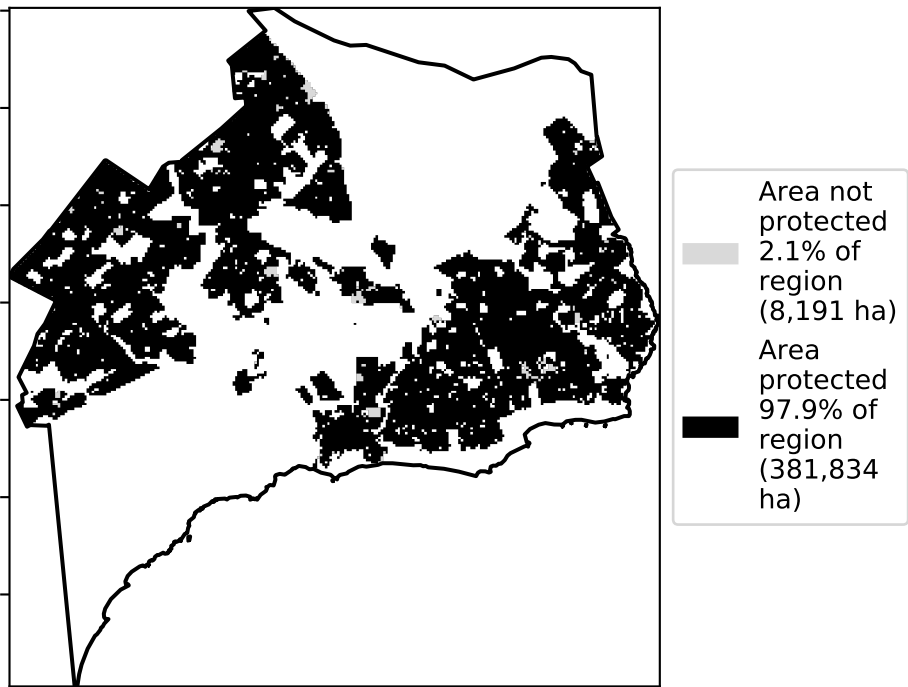 Area not
protected
2.1% of
region
(8,191 ha)
Area
protected
97.9% of
region
(381,834
ha)